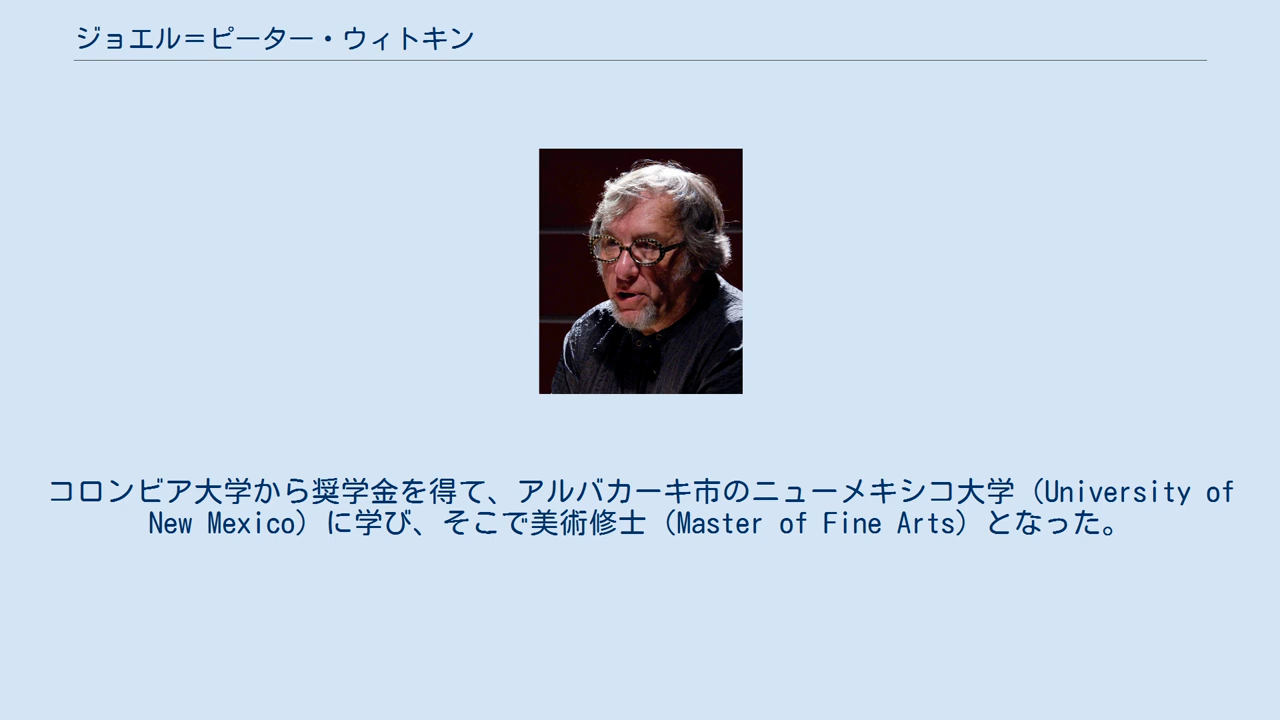 ジョエル＝ピーター・ウィトキン
コロンビア大学から奨学金を得て、アルバカーキ市のニューメキシコ大学（University of
New Mexico）に学び、そこで美術修士（Master of Fine Arts）となった。